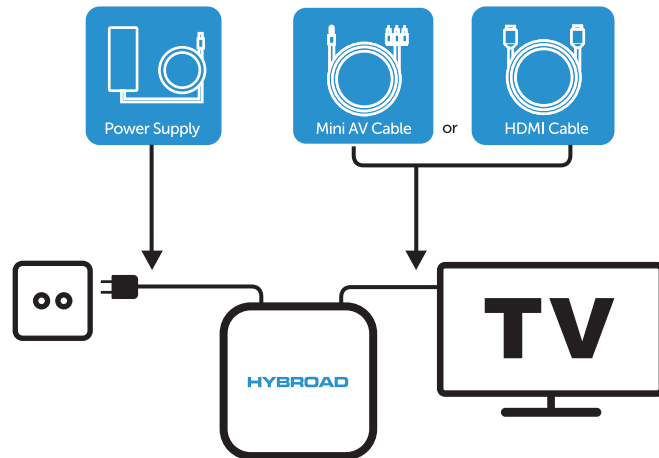 Power Supply
Mini AV Cable
or
HDMI Cable
HYBROAD
TV